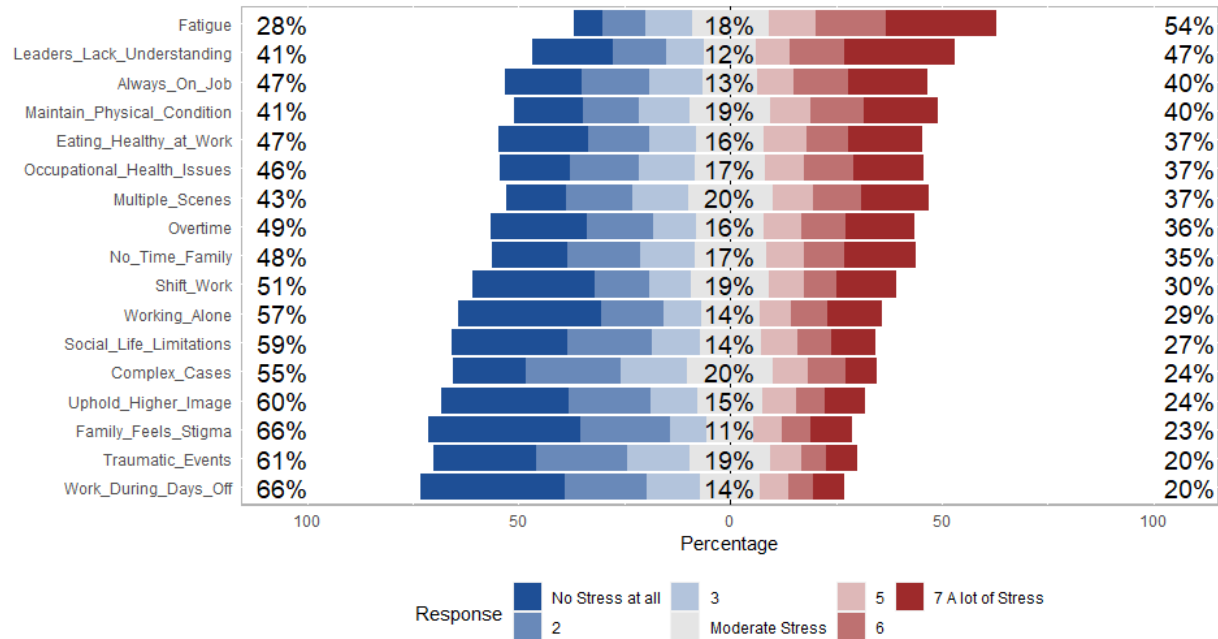 Fatigue 28% 18% 54%
Leaders_Lack_Understanding 41% 12% 47%
Always_On_Job 47% 13% 40%
Maintain_Physical_Condition 41% 19% 40%
Eating_Healthy_at_Work 47% 16% 37%
Occupational_Health_Issues 46% 17% 37%
Multiple_Scenes 43% 20% 37%
Overtime 49% 16% 36%
No_Time_Family 48% 17% 35%
Shift_Work 51% 19% 30%
Working_Alone 57% 14% 29%
Social_Life_Limitations 59% 14% 27%
Complex_Cases 55% 20% 24%
Uphold_Higher_Image 60% 15% 24%
Family_Feels_Stigma 66% 11% 23%
Traumatic_Events 61% 19% 20%
Work_During_Days_Off 66% 14% 20%
100 50 0 50 100
Percentage
Response
No Stress at all 3 5 7 A lot of Stress
2 Moderate Stress 6